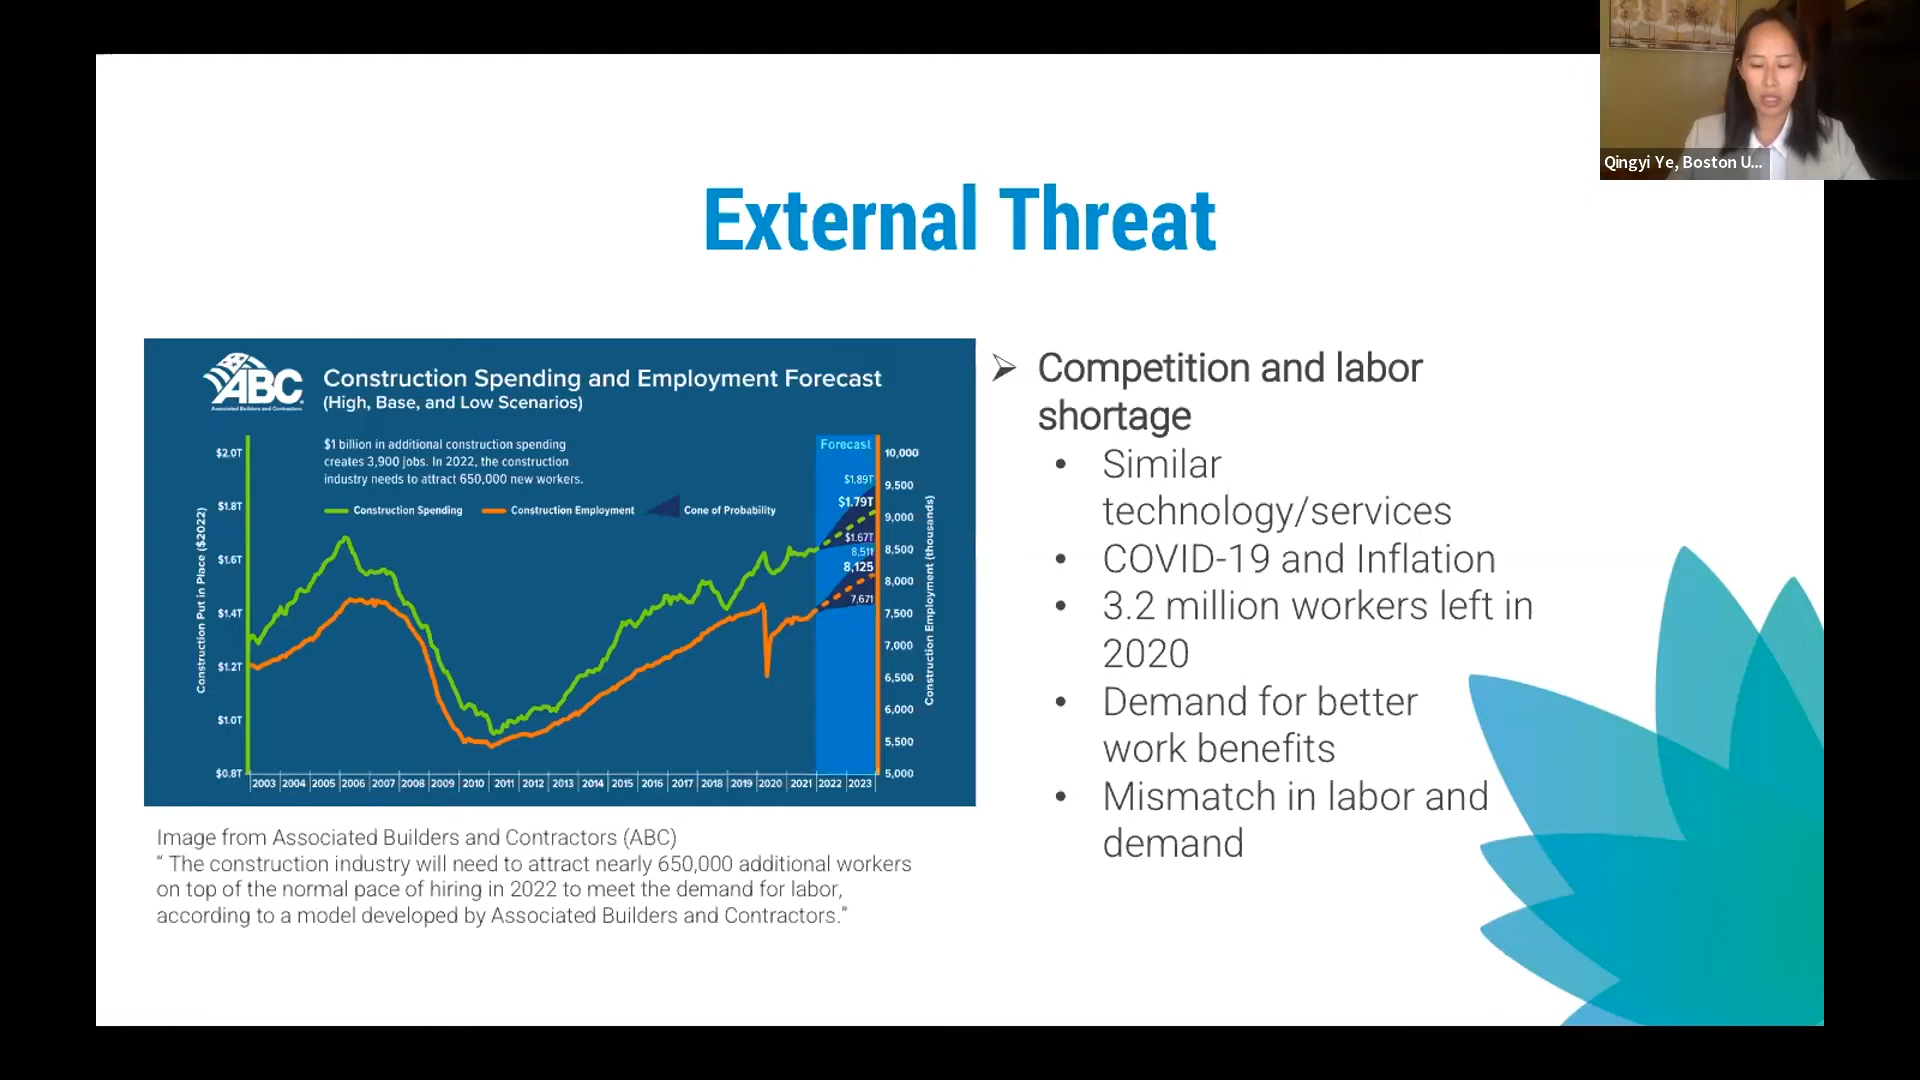 Qingyi Ye, Boston U...
External Threat
ABC
Associated Builders and Contractors
Construction Spending and Employment Forecast
(High, Base, and Low Scenarios)
$1 billion in additional construction spending
creates 3,900 jobs. In 2022, the construction
industry needs to attract 650,000 new workers.
Construction Spending
Construction Employment
Cone of Probability
Forecast
Construction Put in Place ($2022)
$2.0T
$1.8T
$1.6T
$1.4T
$1.2T
$1.0T
$0.8T
$1.89T
$1.79T
$1.67T
8,511
8,125
7,671
10,000
9,500
9,000
8,500
8,000
7,500
7,000
6,500
6,000
5,500
5,000
Construction Employment (thousands)
2003 2004 2005 2006 2007 2008 2009 2010 2011 2012 2013 2014 2015 2016 2017 2018 2019 2020 2021 2022 2023
Image from Associated Builders and Contractors (ABC)
“ The construction industry will need to attract nearly 650,000 additional workers
on top of the normal pace of hiring in 2022 to meet the demand for labor,
according to a model developed by Associated Builders and Contractors.”
➢ Competition and labor
shortage
• Similar
technology/services
• COVID-19 and Inflation
• 3.2 million workers left in
2020
• Demand for better
work benefits
• Mismatch in labor and
demand